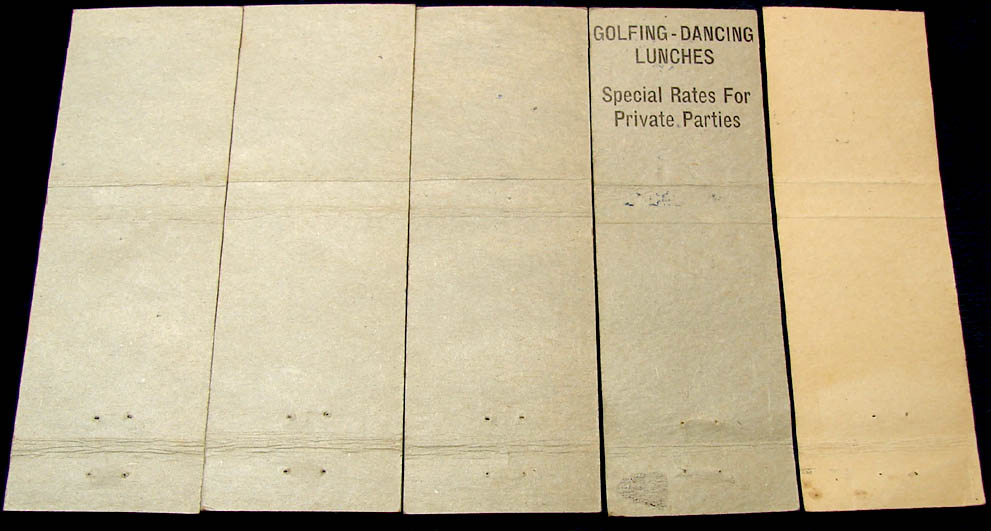 GOLFING-DANCING
LUNCHES
Special Rates For
Private Parties